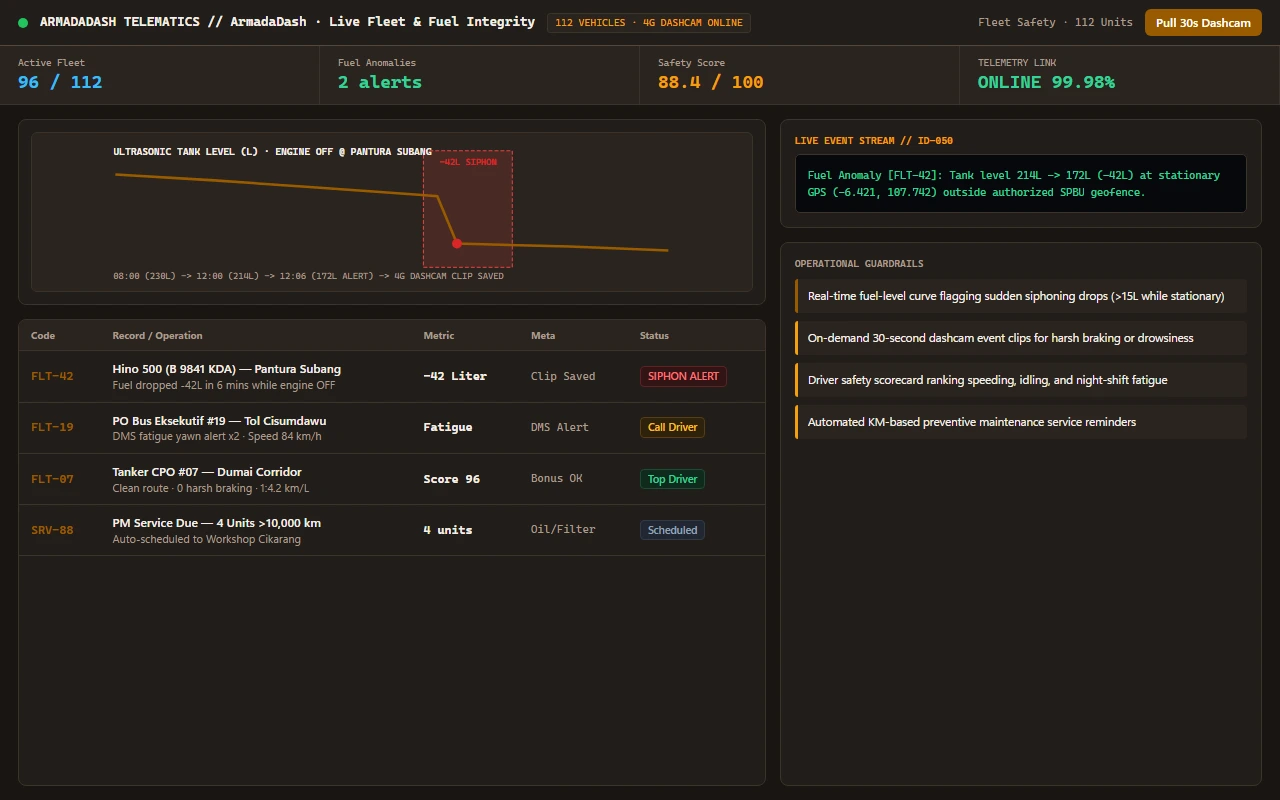 ARMADADASH TELEMATICS // ArmadaDash · Live Fleet & Fuel Integrity
112 VEHICLES · 4G DASHCAM ONLINE
Fleet Safety · 112 Units
Pull 30s Dashcam
Active Fleet
96 / 112
Fuel Anomalies
2 alerts
Safety Score
88.4 / 100
TELEMETRY LINK
ONLINE 99.98%
ULTRASONIC TANK LEVEL (L) · ENGINE OFF @ PANTURA SUBANG
-42L SIPHON
08:00 (230L) -> 12:00 (214L) -> 12:06 (172L ALERT) -> 4G DASHCAM CLIP SAVED
Code Record / Operation Metric Meta Status
FLT-42 Hino 500 (B 9841 KDA) — Pantura Subang -42 Liter Clip Saved SIPHON ALERT
Fuel dropped -42L in 6 mins while engine OFF
FLT-19 PO Bus Eksekutif #19 — Tol Cisumdawu Fatigue DMS Alert Call Driver
DMS fatigue yawn alert x2 · Speed 84 km/h
FLT-07 Tanker CPO #07 — Dumai Corridor Score 96 Bonus OK Top Driver
Clean route · 0 harsh braking · 1:4.2 km/L
SRV-88 PM Service Due — 4 Units >10,000 km 4 units Oil/Filter Scheduled
Auto-scheduled to Workshop Cikarang
LIVE EVENT STREAM // ID-050
Fuel Anomaly [FLT-42]: Tank level 214L -> 172L (-42L) at stationary
GPS (-6.421, 107.742) outside authorized SPBU geofence.
OPERATIONAL GUARDRAILS
Real-time fuel-level curve flagging sudden siphoning drops (>15L while stationary)
On-demand 30-second dashcam event clips for harsh braking or drowsiness
Driver safety scorecard ranking speeding, idling, and night-shift fatigue
Automated KM-based preventive maintenance service reminders